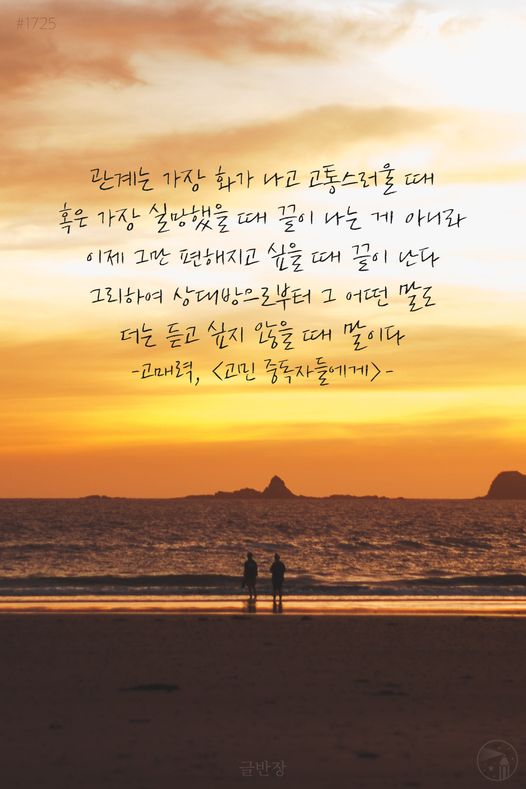 #1725
관계는 가장 화가 나고 고통스러울 때
혹은 가장 실망했을 때 끝이 나는 게 아니라
이제 그만 편해지고 싶을 때 끝이 난다
그리하여 상대방으로부터 그 어떤 말도
더는 듣고 싶지 않을 때 말이다
-고매력, <고민 중독자들에게>-
글반장